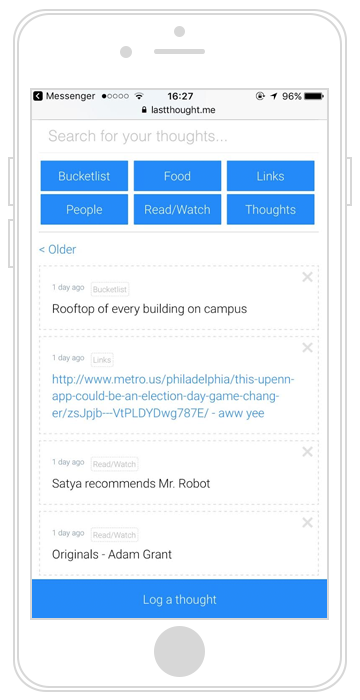 Messenger 16:27 96%
lastthought.me
Search for your thoughts...
Bucketlist Food Links
People Read/Watch Thoughts
< Older
1 day ago Bucketlist
Rooftop of every building on campus
1 day ago Links
http://www.metro.us/philadelphia/this-upenn-
app-could-be-an-election-day-game-chang-
er/zsJpjb---VtPLDYDwg787E/ - aww yee
1 day ago Read/Watch
Satya recommends Mr. Robot
1 day ago Read/Watch
Originals - Adam Grant
Log a thought